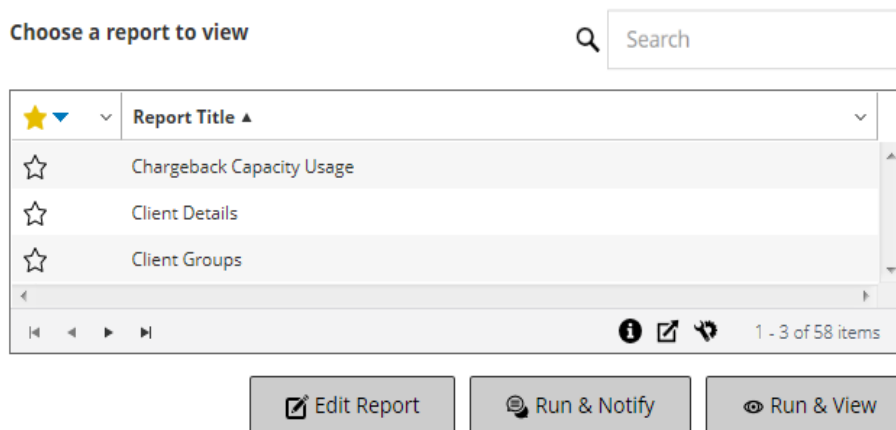 Choose a report to view
Search
Report Title
Chargeback Capacity Usage
Client Details
Client Groups
1 - 3 of 58 items
Edit Report Run & Notify Run & View